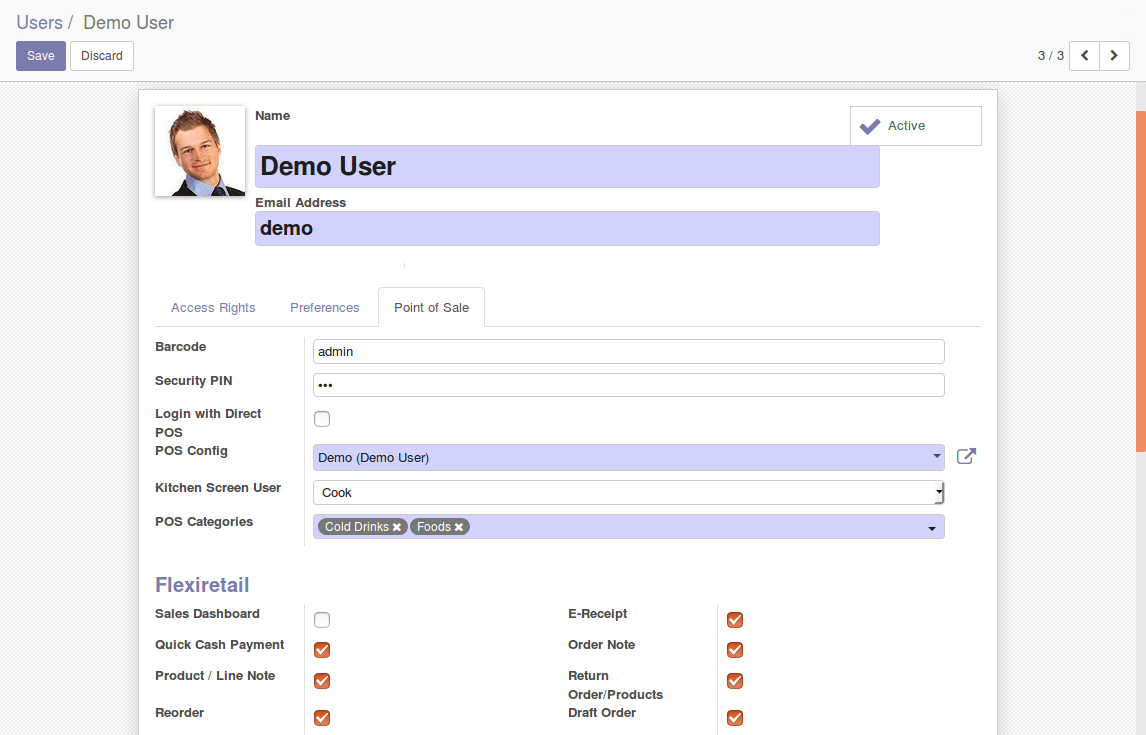 Users / Demo User
Save Discard
3 / 3
Name
Active
Demo User
Email Address
demo
Access Rights Preferences Point of Sale
Barcode admin
Security PIN •••
Login with Direct
POS
POS Config Demo (Demo User)
Kitchen Screen User Cook
POS Categories Cold Drinks ✖ Foods ✖
Flexiretail
Sales Dashboard E-Receipt
Quick Cash Payment Order Note
Product / Line Note Return
Order/Products
Reorder Draft Order